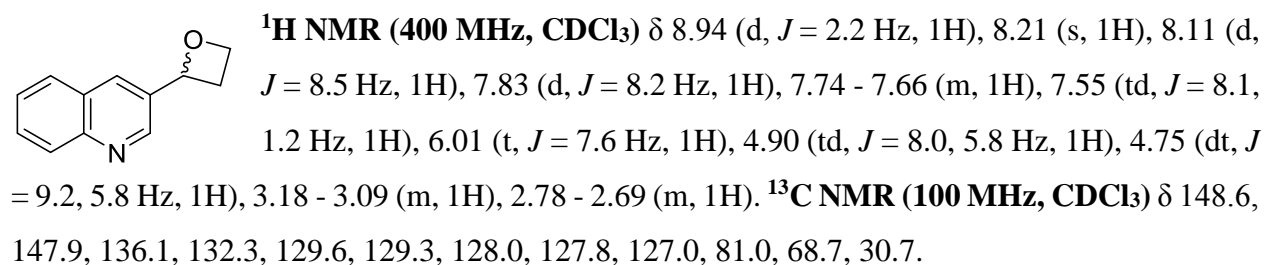 ¹H NMR (400 MHz, CDCl₃) δ 8.94 (d, J = 2.2 Hz, 1H), 8.21 (s, 1H), 8.11 (d,
J = 8.5 Hz, 1H), 7.83 (d, J = 8.2 Hz, 1H), 7.74 - 7.66 (m, 1H), 7.55 (td, J = 8.1,
1.2 Hz, 1H), 6.01 (t, J = 7.6 Hz, 1H), 4.90 (td, J = 8.0, 5.8 Hz, 1H), 4.75 (dt, J
= 9.2, 5.8 Hz, 1H), 3.18 - 3.09 (m, 1H), 2.78 - 2.69 (m, 1H). ¹³C NMR (100 MHz, CDCl₃) δ 148.6,
147.9, 136.1, 132.3, 129.6, 129.3, 128.0, 127.8, 127.0, 81.0, 68.7, 30.7.
O
N